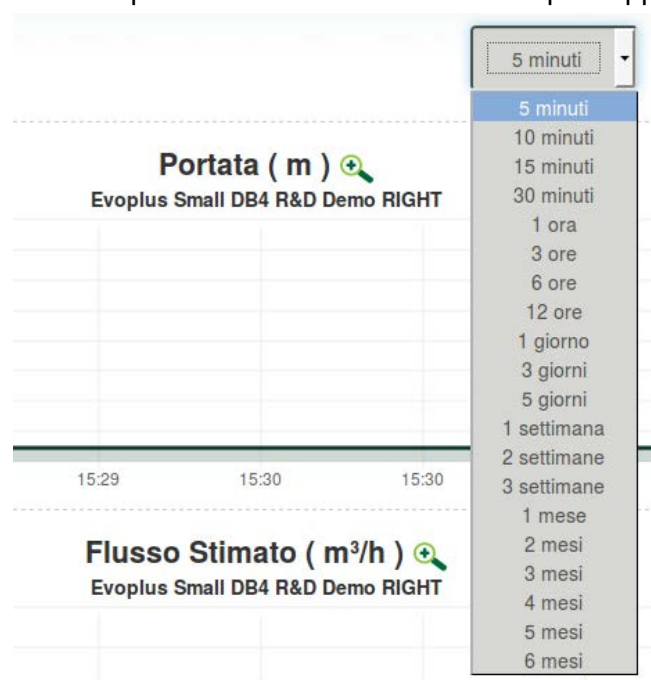 5 minuti
5 minuti
10 minuti
15 minuti
30 minuti
1 ora
3 ore
6 ore
12 ore
1 giorno
3 giorni
5 giorni
1 settimana
2 settimane
3 settimane
1 mese
2 mesi
3 mesi
4 mesi
5 mesi
6 mesi
Portata ( m )
Evoplus Small DB4 R&D Demo RIGHT
15:29 15:30 15:30
Flusso Stimato ( m³/h )
Evoplus Small DB4 R&D Demo RIGHT